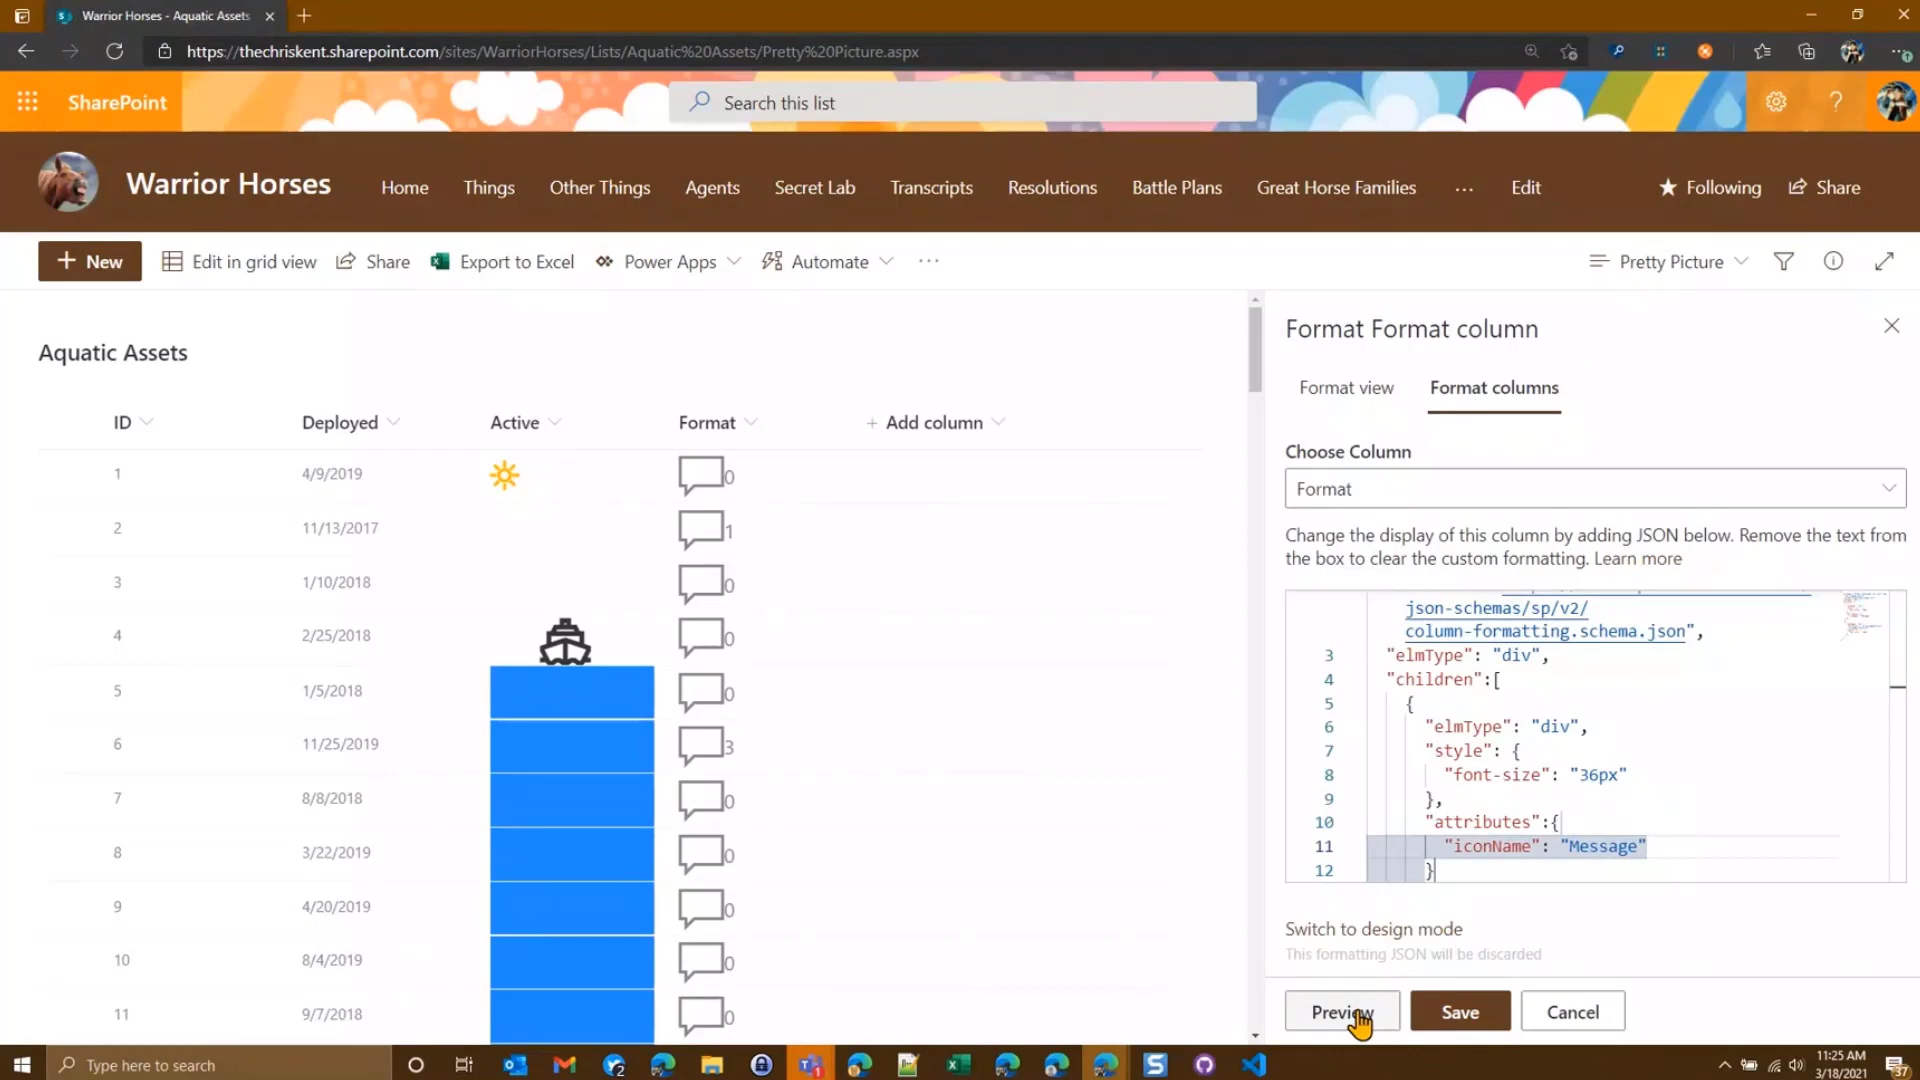 Warrior Horses - Aquatic Assets
https://thechriskent.sharepoint.com/sites/WarriorHorses/Lists/Aquatic%20Assets/Pretty%20Picture.aspx
SharePoint
Search this list
Warrior Horses
Home Things Other Things Agents Secret Lab Transcripts Resolutions Battle Plans Great Horse Families ... Edit Following Share
+ New Edit in grid view Share Export to Excel Power Apps Automate ... Pretty Picture
Aquatic Assets
ID Deployed Active Format + Add column
1 4/9/2019 0
2 11/13/2017 1
3 1/10/2018 0
4 2/25/2018 0
5 1/5/2018 0
6 11/25/2019 3
7 8/8/2018 0
8 3/22/2019 0
9 4/20/2019 0
10 8/4/2019 0
11 9/7/2018 0
Format Format column
Format view Format columns
Choose Column
Format
Change the display of this column by adding JSON below. Remove the text from
the box to clear the custom formatting. Learn more
json-schemas/sp/v2/
column-formatting.schema.json",
3 "elmType": "div",
4 "children":[
5 {
6 "elmType": "div",
7 "style": {
8 "font-size": "36px"
9 },
10 "attributes":{
11 "iconName": "Message"
12 }
Switch to design mode
This formatting JSON will be discarded
Preview Save Cancel
Type here to search
11:25 AM
3/18/2021
37